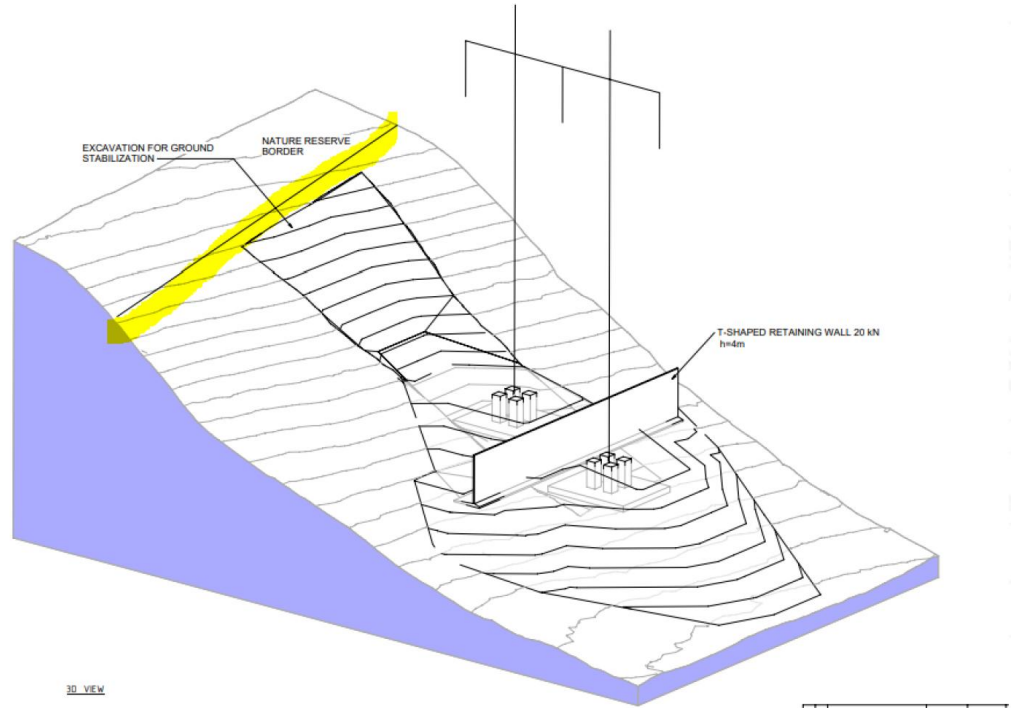 EXCAVATION FOR GROUND
STABILIZATION
NATURE RESERVE
BORDER
T-SHAPED RETAINING WALL 20 kN
h=4m
3D VIEW